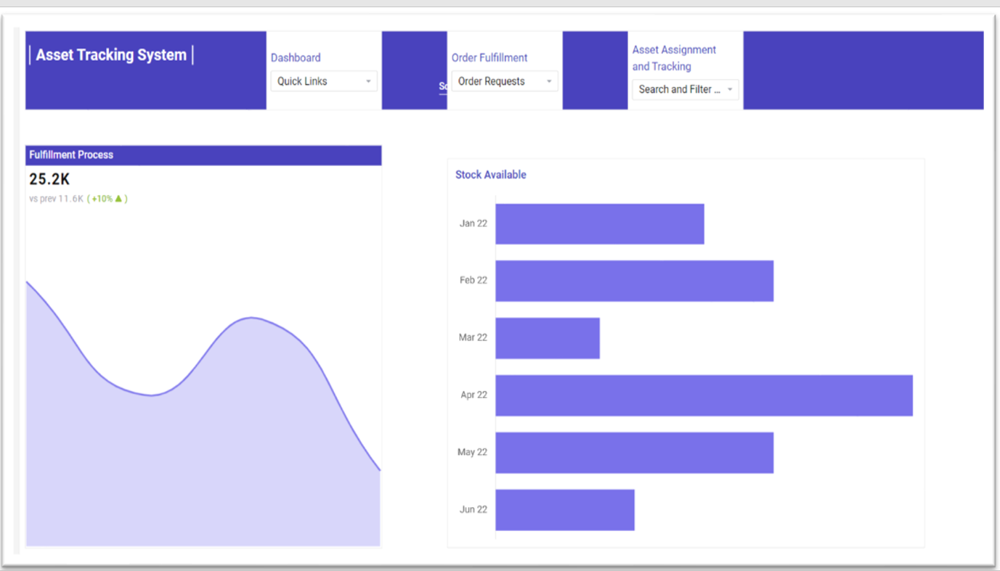 | Asset Tracking System |
Dashboard
Quick Links
Order Fulfillment
Order Requests
Asset Assignment
and Tracking
Search and Filter ...
Fulfillment Process
25.2K
vs prev 11.6K ( +10% ▲ )
Stock Available
Jan 22
Feb 22
Mar 22
Apr 22
May 22
Jun 22